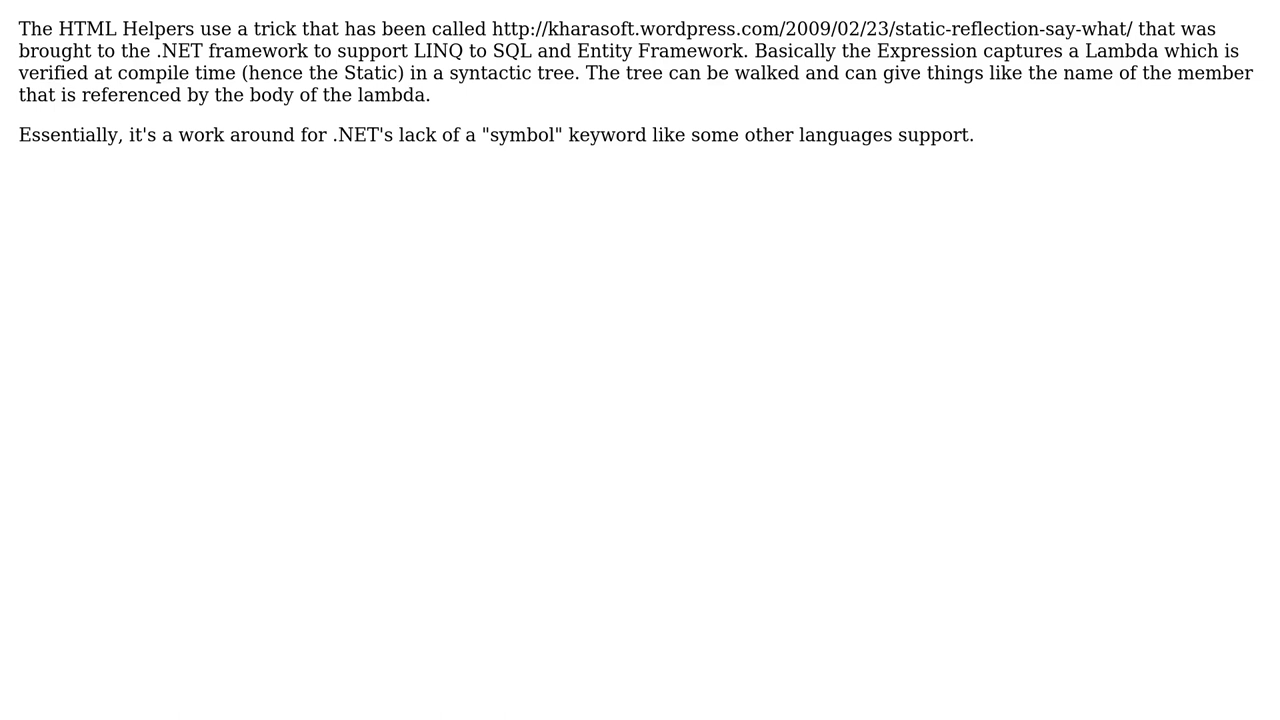 The HTML Helpers use a trick that has been called http://kharasoft.wordpress.com/2009/02/23/static-reflection-say-what/ that was
brought to the .NET framework to support LINQ to SQL and Entity Framework. Basically the Expression captures a Lambda which is
verified at compile time (hence the Static) in a syntactic tree. The tree can be walked and can give things like the name of the member
that is referenced by the body of the lambda.
Essentially, it's a work around for .NET's lack of a "symbol" keyword like some other languages support.